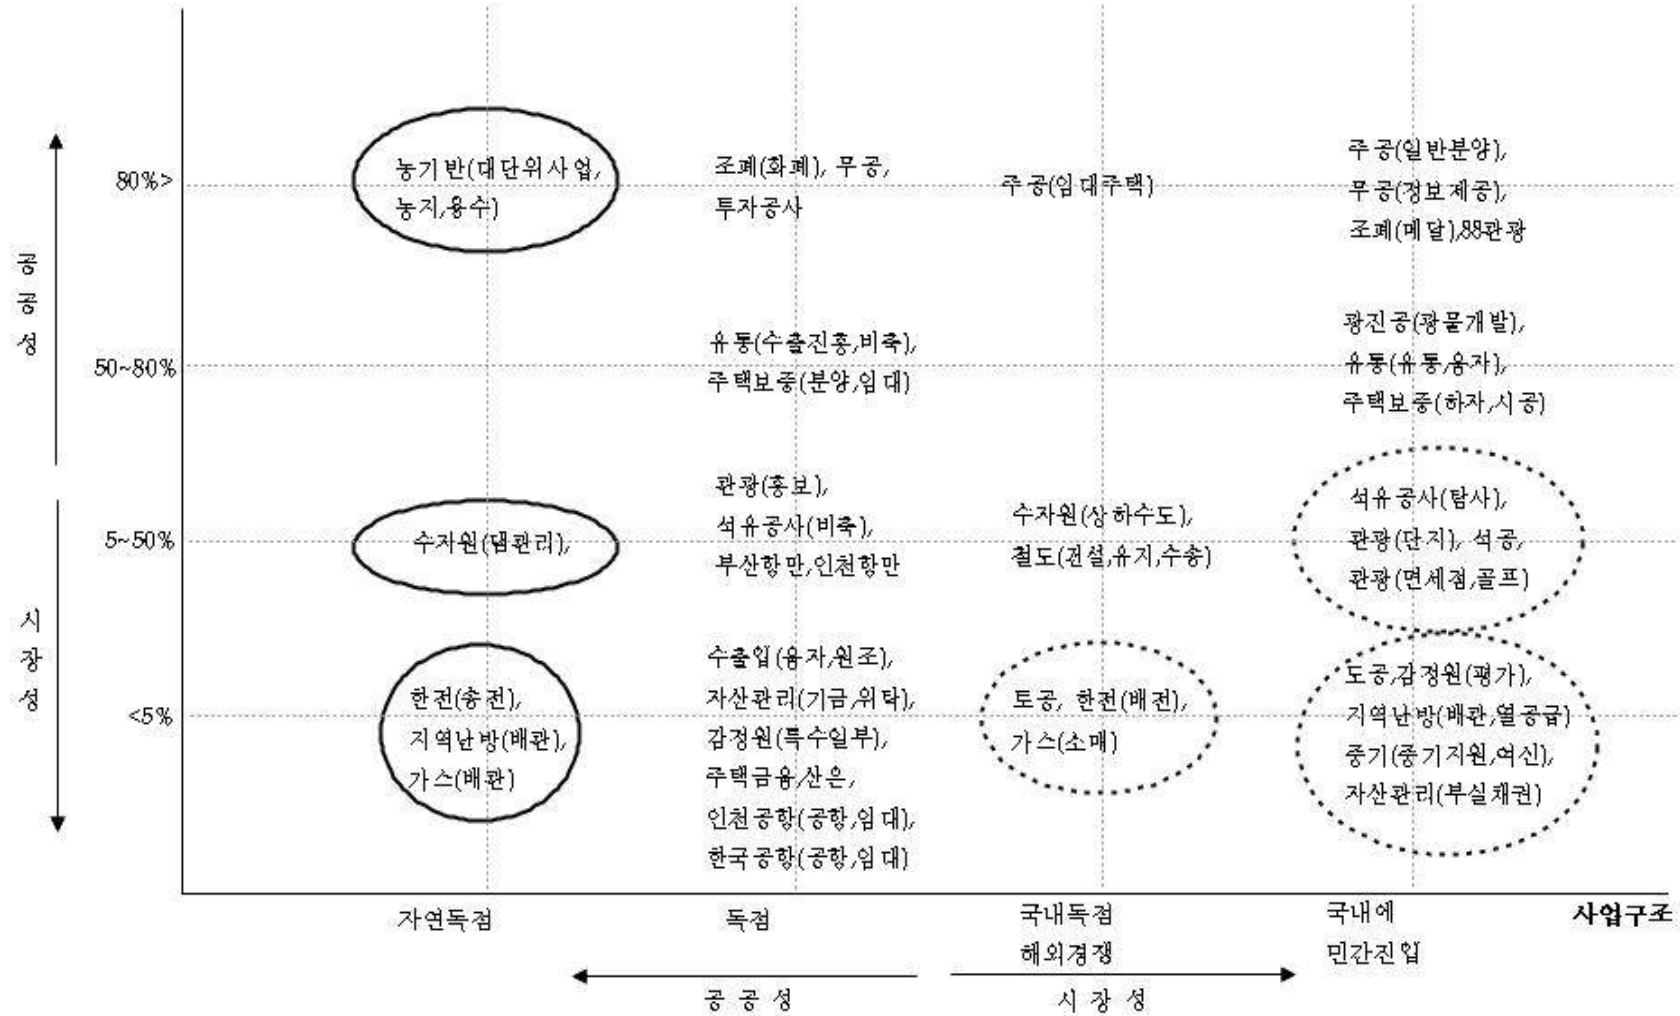 80%>
농기반(대단위사업,
농지,용수)
조폐(화폐), 무공,
투자공사
주공(임대주택)
주공(일반분양),
무공(정보제공),
조폐(메달),88관광
공
공
성
50~80%
유통(수출진흥,비축),
주택보증(분양,임대)
광진공(광물개발),
유통(유통,융자),
주택보증(하자,시공)
5~50%
수자원(댐관리),
관광(홍보),
석유공사(비축),
부산항만,인천항만
수자원(상하수도),
철도(건설,유지,수송)
석유공사(탐사),
관광(단지), 석공,
관광(면세점,골프)
시
장
성
<5%
한전(송전),
지역난방(배관),
가스(배관)
수출입(융자,원조),
자산관리(기금,위탁),
감정원(특수일부),
주택금융,산은,
인천공항(공항,임대),
한국공항(공항,임대)
토공, 한전(배전),
가스(소매)
도공,감정원(평가),
지역난방(배관,열공급)
중기(중기지원,여신),
자산관리(부실채권)
자연독점
독점
국내독점
해외경쟁
국내에
민간진입
사업구조
공 공 성
시 장 성